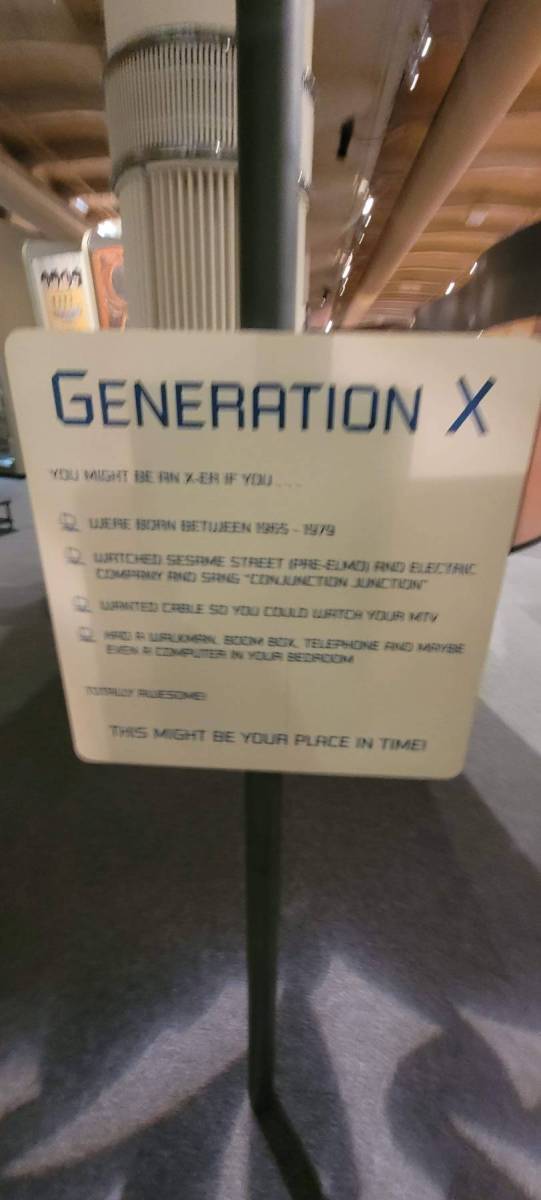 GENERATION X
YOU MIGHT BE AN X-ER IF YOU . . .
WERE BORN BETWEEN 1965 - 1979
WATCHED SESAME STREET (PRE-ELMO) AND ELECTRIC
COMPANY AND SANG "CONJUNCTION JUNCTION"
WANTED CABLE SO YOU COULD WATCH YOUR MTV
HAD A WALKMAN, BOOM BOX, TELEPHONE AND MAYBE
EVEN A COMPUTER IN YOUR BEDROOM
TOTALLY AWESOME!
THIS MIGHT BE YOUR PLACE IN TIME!